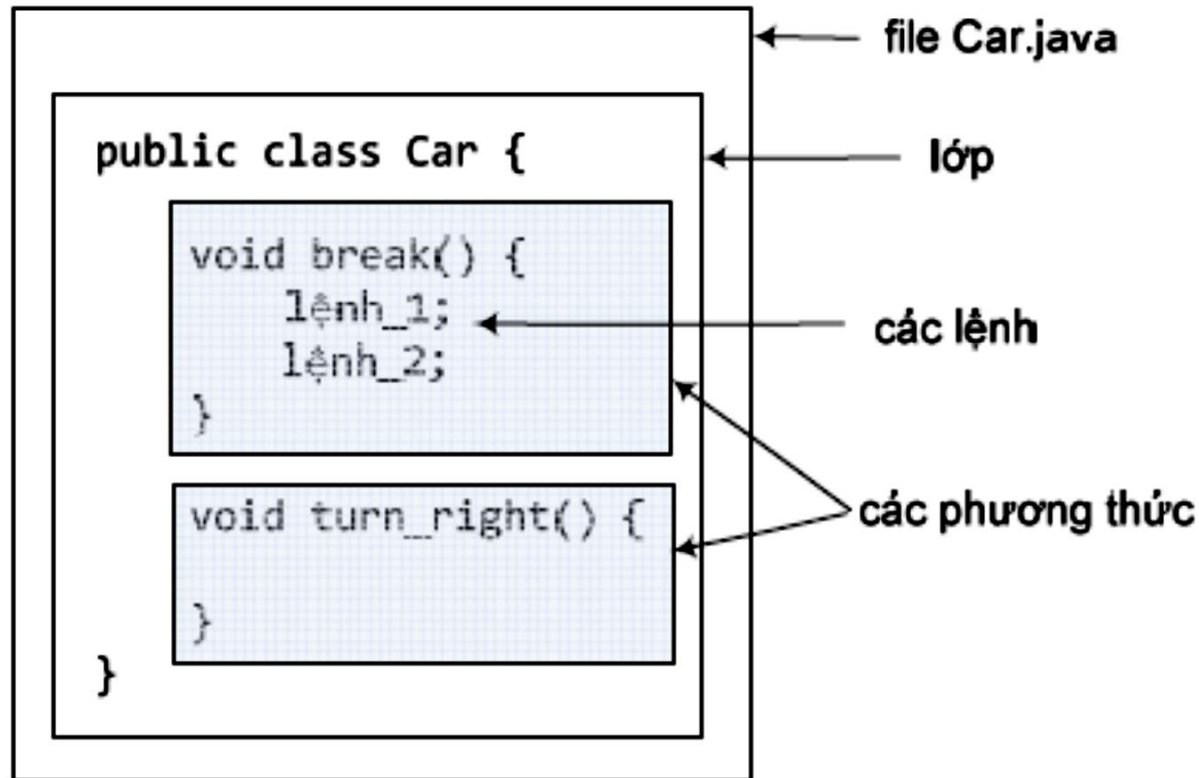 file Car.java
public class Car {
lớp
void break() {
lệnh_1;
các lệnh
lệnh_2;
}
void turn_right() {
các phương thức
}
}